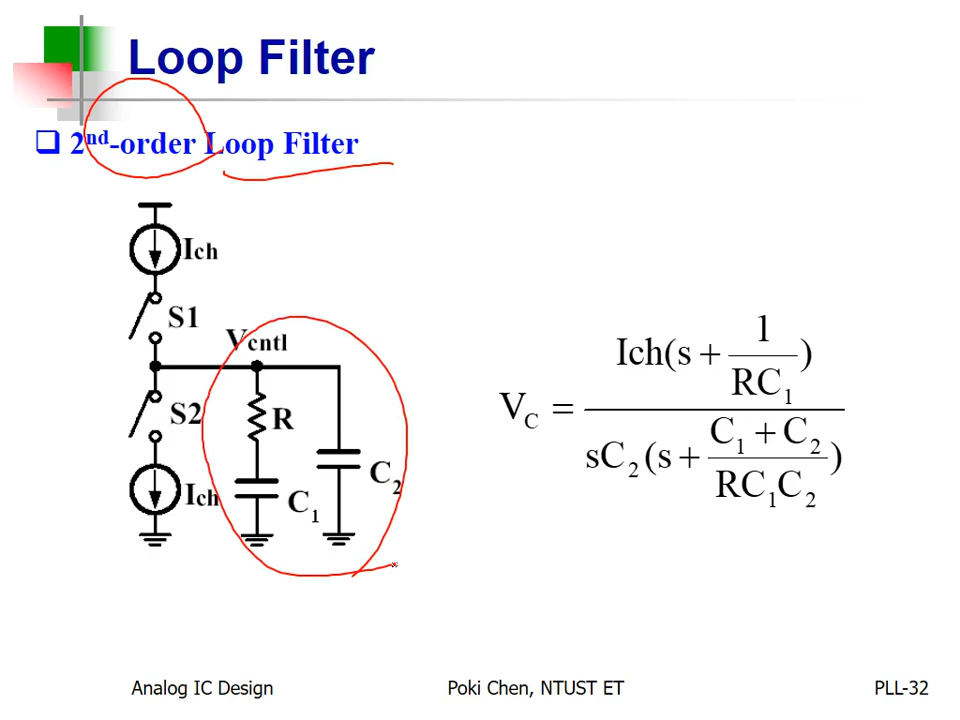 Loop Filter
❑ 2nd-order Loop Filter
Ich
S1
Vcntl
S2
R
C1
C2
Ich
VC = Ich(s + 1/RC1) / sC2(s + (C1 + C2)/RC1C2)
Analog IC Design
Poki Chen, NTUST ET
PLL-32